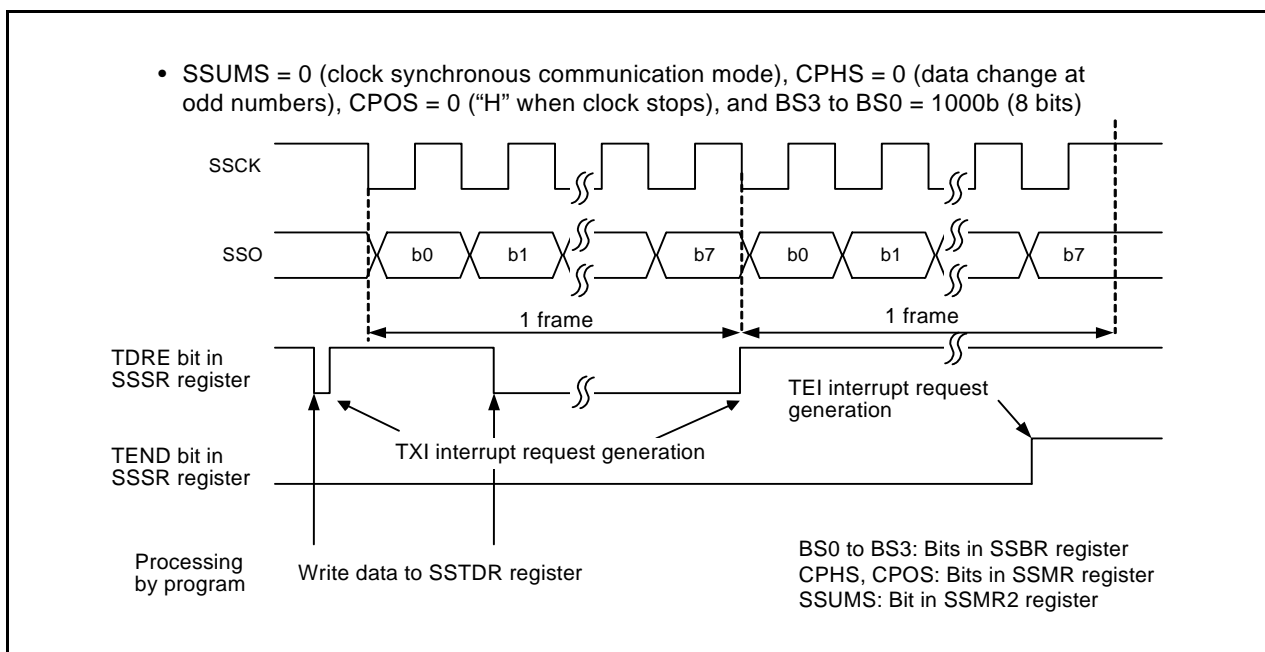 • SSUMS = 0 (clock synchronous communication mode), CPHS = 0 (data change at
odd numbers), CPOS = 0 (“H” when clock stops), and BS3 to BS0 = 1000b (8 bits)
SSCK
SSO
b0
b1
b7
b0
b1
b7
1 frame
1 frame
TDRE bit in
SSSR register
TEI interrupt request
generation
TXI interrupt request generation
TEND bit in
SSSR register
Processing
by program
Write data to SSTDR register
BS0 to BS3: Bits in SSBR register
CPHS, CPOS: Bits in SSMR register
SSUMS: Bit in SSMR2 register